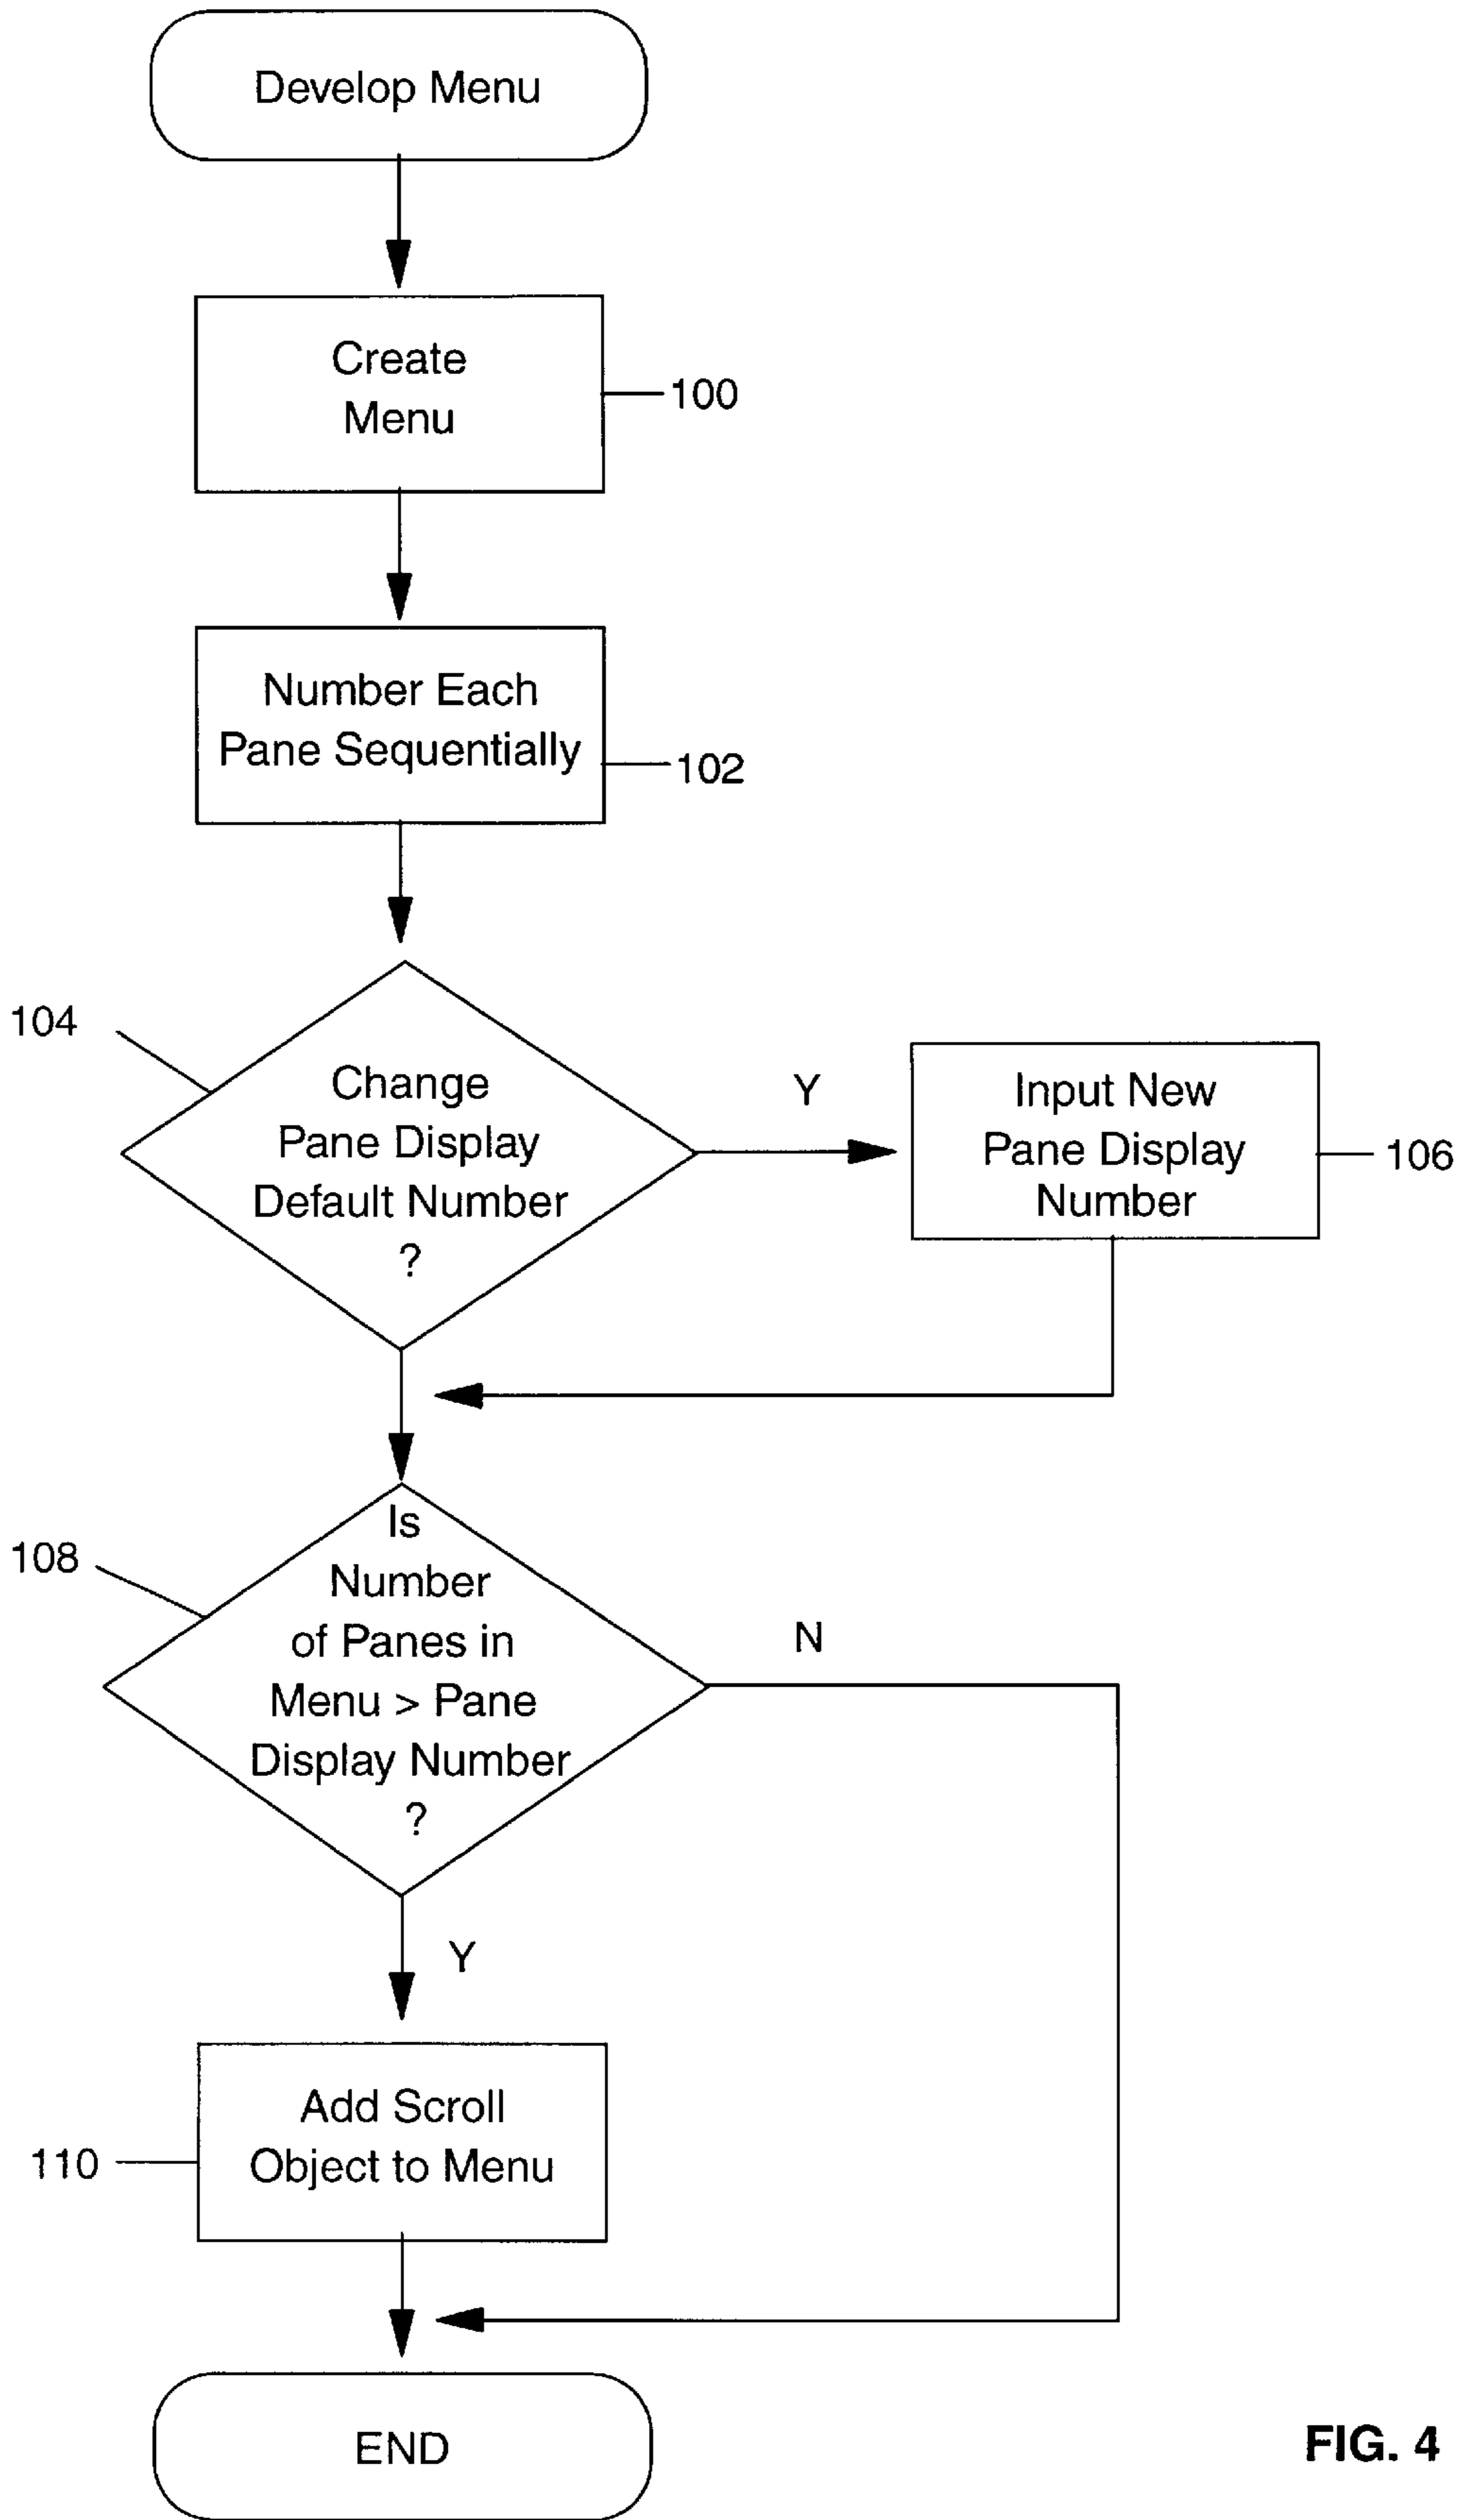 Develop Menu
Create
Menu
100
Number Each
Pane Sequentially
102
104
Change
Pane Display
Default Number
?
Y
Input New
Pane Display
Number
106
108
Is
Number
of Panes in
Menu > Pane
Display Number
?
N
Y
Add Scroll
Object to Menu
110
END
FIG. 4